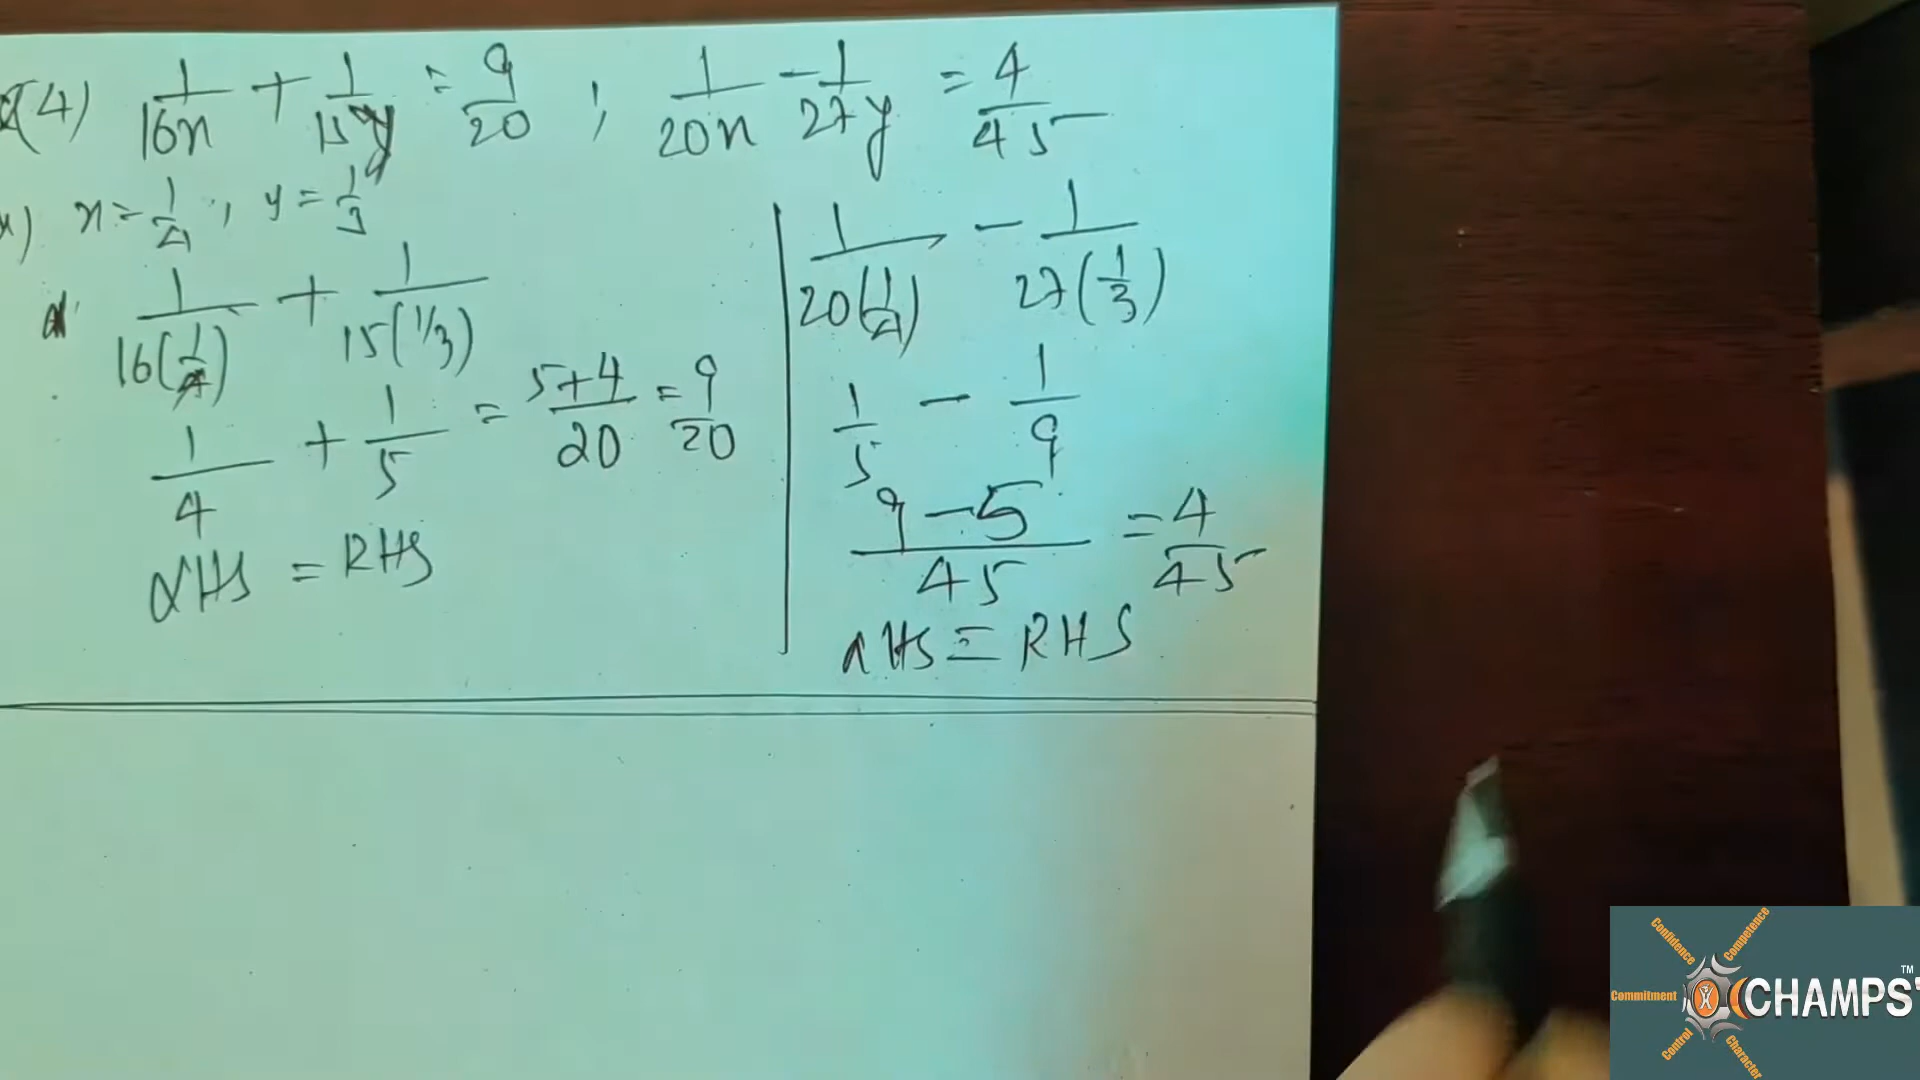 (4) 1/16x + 1/15y = 9/20 ; 1/20x - 1/27y = 4/45
x = 1/4 , y = 1/3
1/16(1/4) + 1/15(1/3)
1/4 + 1/5 = 5+4/20 = 9/20
LHS = RHS
1/20(1/4) - 1/27(1/3)
1/5 - 1/9
9-5/45 = 4/45
LHS = RHS
Confidence
Competence
Commitment
CHAMPS™
Control
Character